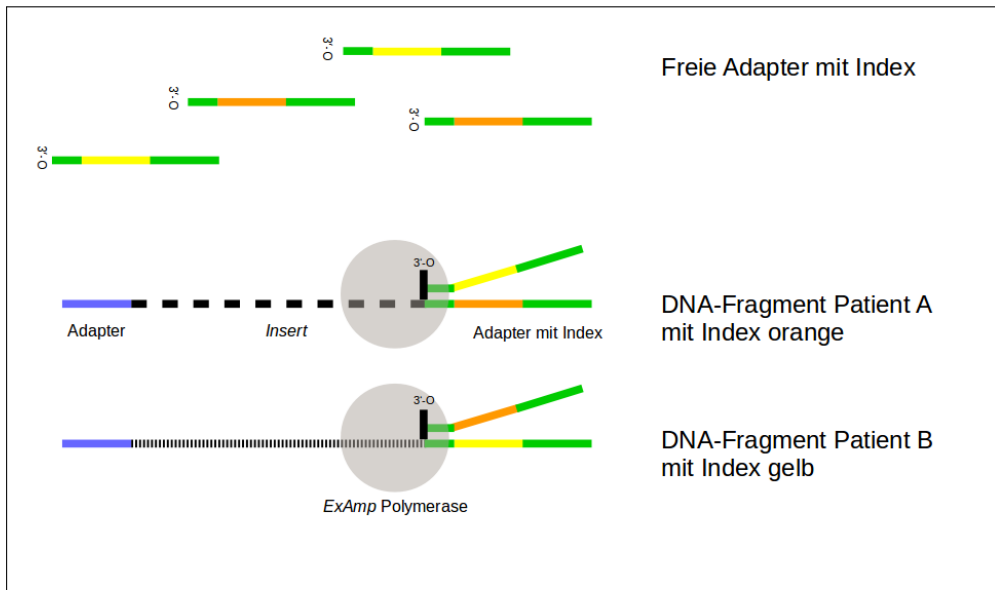 3'-O
Freie Adapter mit Index
3'-O
3'-O
3'-O
3'-O
DNA-Fragment Patient A
mit Index orange
Adapter
Insert
Adapter mit Index
3'-O
DNA-Fragment Patient B
mit Index gelb
ExAmp Polymerase